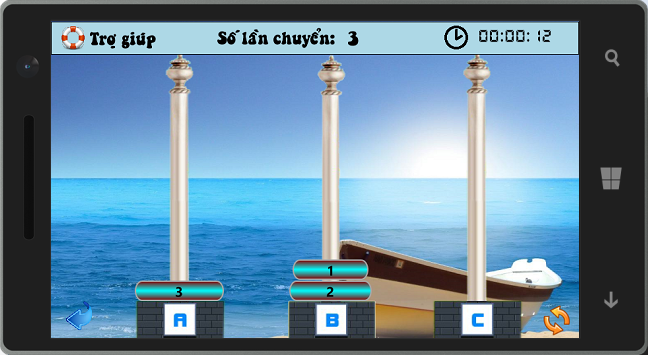 Trợ giúp Số lần chuyển: 3 00:00:12
1
3 2
A B C